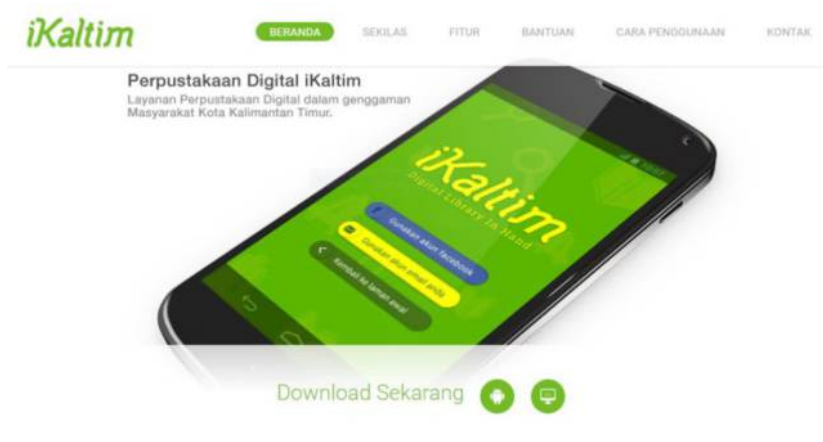 iKaltim
BERANDA
SEKILAS
FITUR
BANTUAN
CARA PENGGUNAAN
KONTAK
Perpustakaan Digital iKaltim
Layanan Perpustakaan Digital dalam genggaman
Masyarakat Kota Kalimantan Timur.
iKaltim
Digital Library In Hand
Gunakan akun facebook
Gunakan akun email anda
Kembali ke laman awal
Download Sekarang